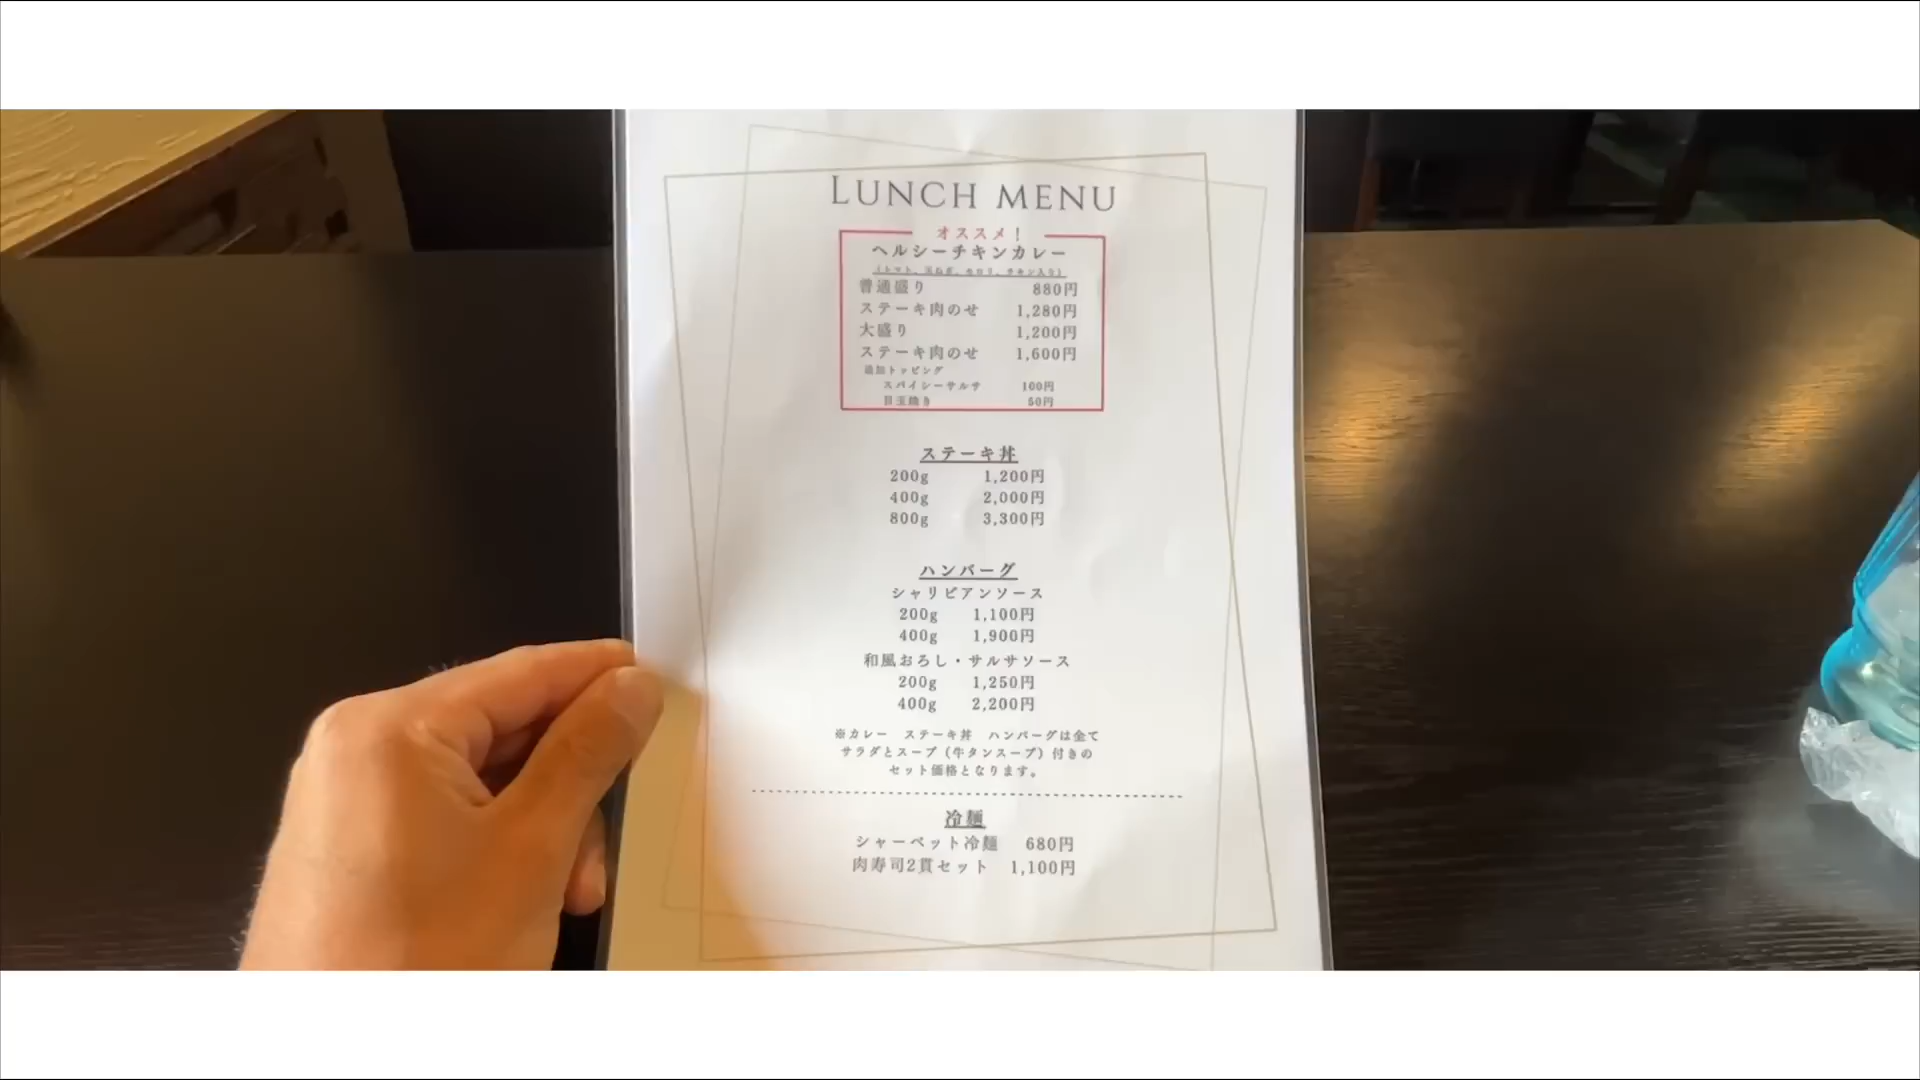 LUNCH MENU
オススメ！
ヘルシーチキンカレー
(トマト、玉ねぎ、セロリ、チキン入り)
普通盛り 880円
ステーキ肉のせ 1,280円
大盛り 1,200円
ステーキ肉のせ 1,600円
追加トッピング
スパイシーサルサ 100円
目玉焼き 50円
ステーキ丼
200g 1,200円
400g 2,000円
800g 3,300円
ハンバーグ
シャリピアンソース
200g 1,100円
400g 1,900円
和風おろし・サルサソース
200g 1,250円
400g 2,200円
※カレー ステーキ丼 ハンバーグは全て
サラダとスープ（牛タンスープ）付きの
セット価格となります。
冷麺
シャーベット冷麺 680円
肉寿司2貫セット 1,100円